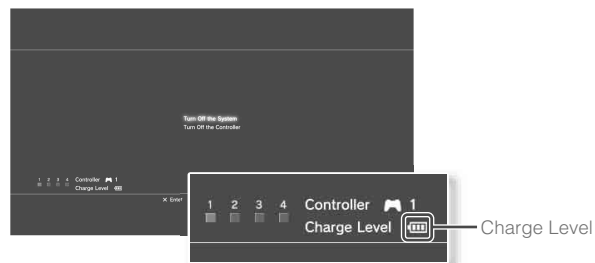 Turn Off the System
Turn Off the Controller
1 2 3 4 Controller 1
Charge Level
X Enter
1 2 3 4 Controller 1
Charge Level
Charge Level